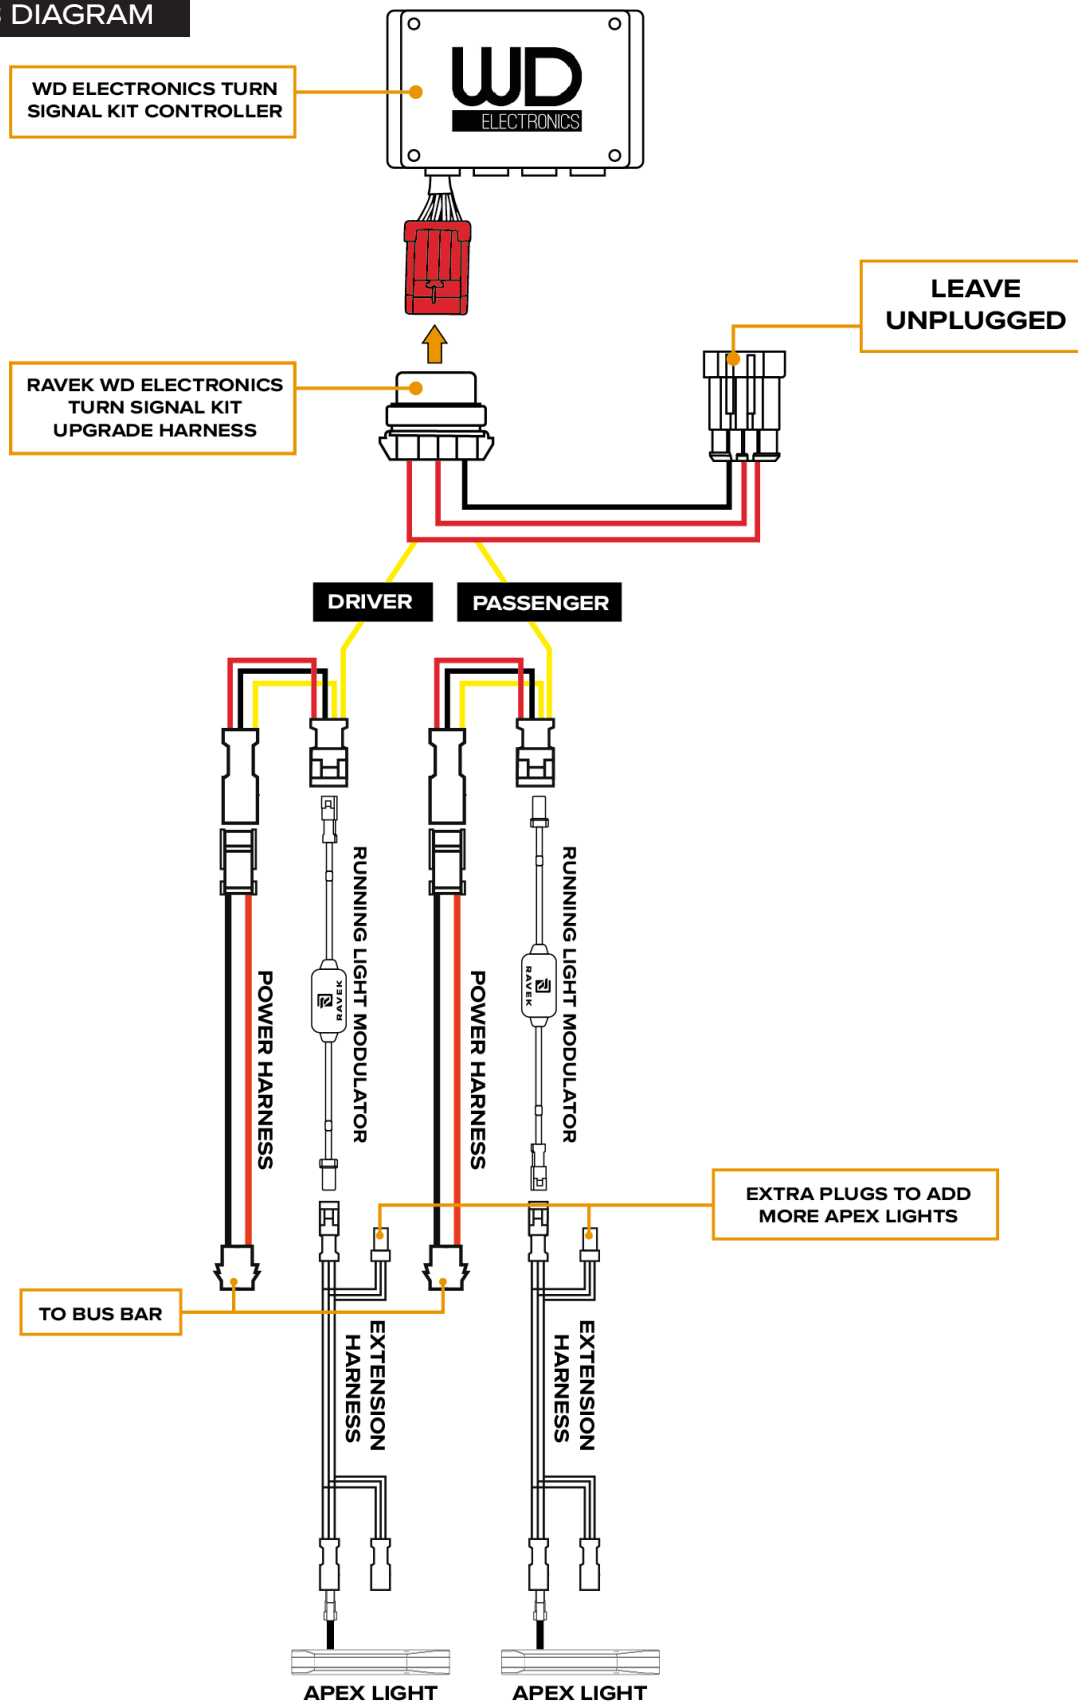 DIAGRAM
WD ELECTRONICS TURN
SIGNAL KIT CONTROLLER
WD
ELECTRONICS
LEAVE
UNPLUGGED
RAVEK WD ELECTRONICS
TURN SIGNAL KIT
UPGRADE HARNESS
DRIVER
PASSENGER
RUNNING LIGHT MODULATOR
RUNNING LIGHT MODULATOR
RAVEK
RAVEK
POWER HARNESS
POWER HARNESS
EXTRA PLUGS TO ADD
MORE APEX LIGHTS
TO BUS BAR
EXTENSION
HARNESS
EXTENSION
HARNESS
APEX LIGHT
APEX LIGHT